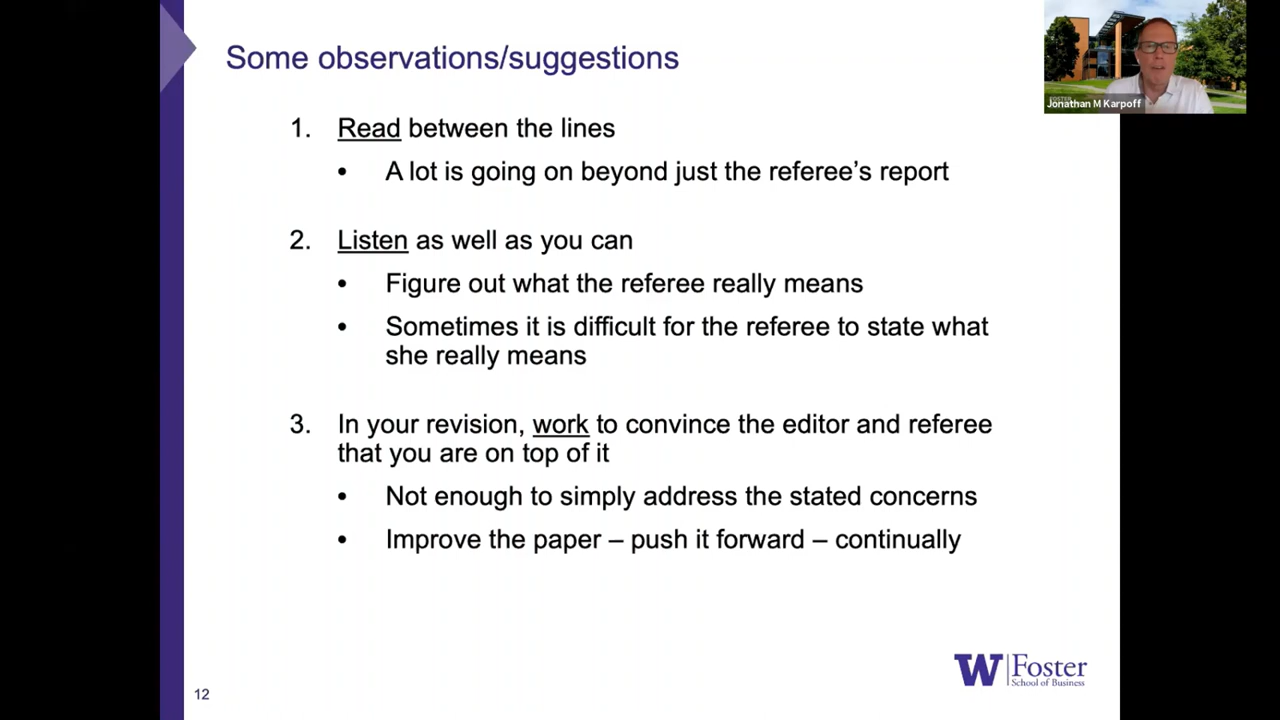 Some observations/suggestions
Jonathan M Karpoff
1. Read between the lines
• A lot is going on beyond just the referee’s report
2. Listen as well as you can
• Figure out what the referee really means
• Sometimes it is difficult for the referee to state what
she really means
3. In your revision, work to convince the editor and referee
that you are on top of it
• Not enough to simply address the stated concerns
• Improve the paper – push it forward – continually
W Foster
School of Business
12